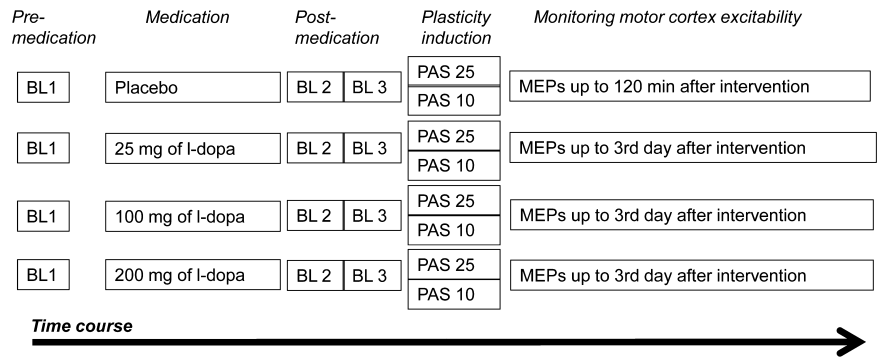 Pre-
medication
Medication
Post-
medication
Plasticity
induction
Monitoring motor cortex excitability
BL1
Placebo
BL 2
BL 3
PAS 25
PAS 10
MEPs up to 120 min after intervention
BL1
25 mg of l-dopa
BL 2
BL 3
PAS 25
PAS 10
MEPs up to 3rd day after intervention
BL1
100 mg of l-dopa
BL 2
BL 3
PAS 25
PAS 10
MEPs up to 3rd day after intervention
BL1
200 mg of l-dopa
BL 2
BL 3
PAS 25
PAS 10
MEPs up to 3rd day after intervention
Time course